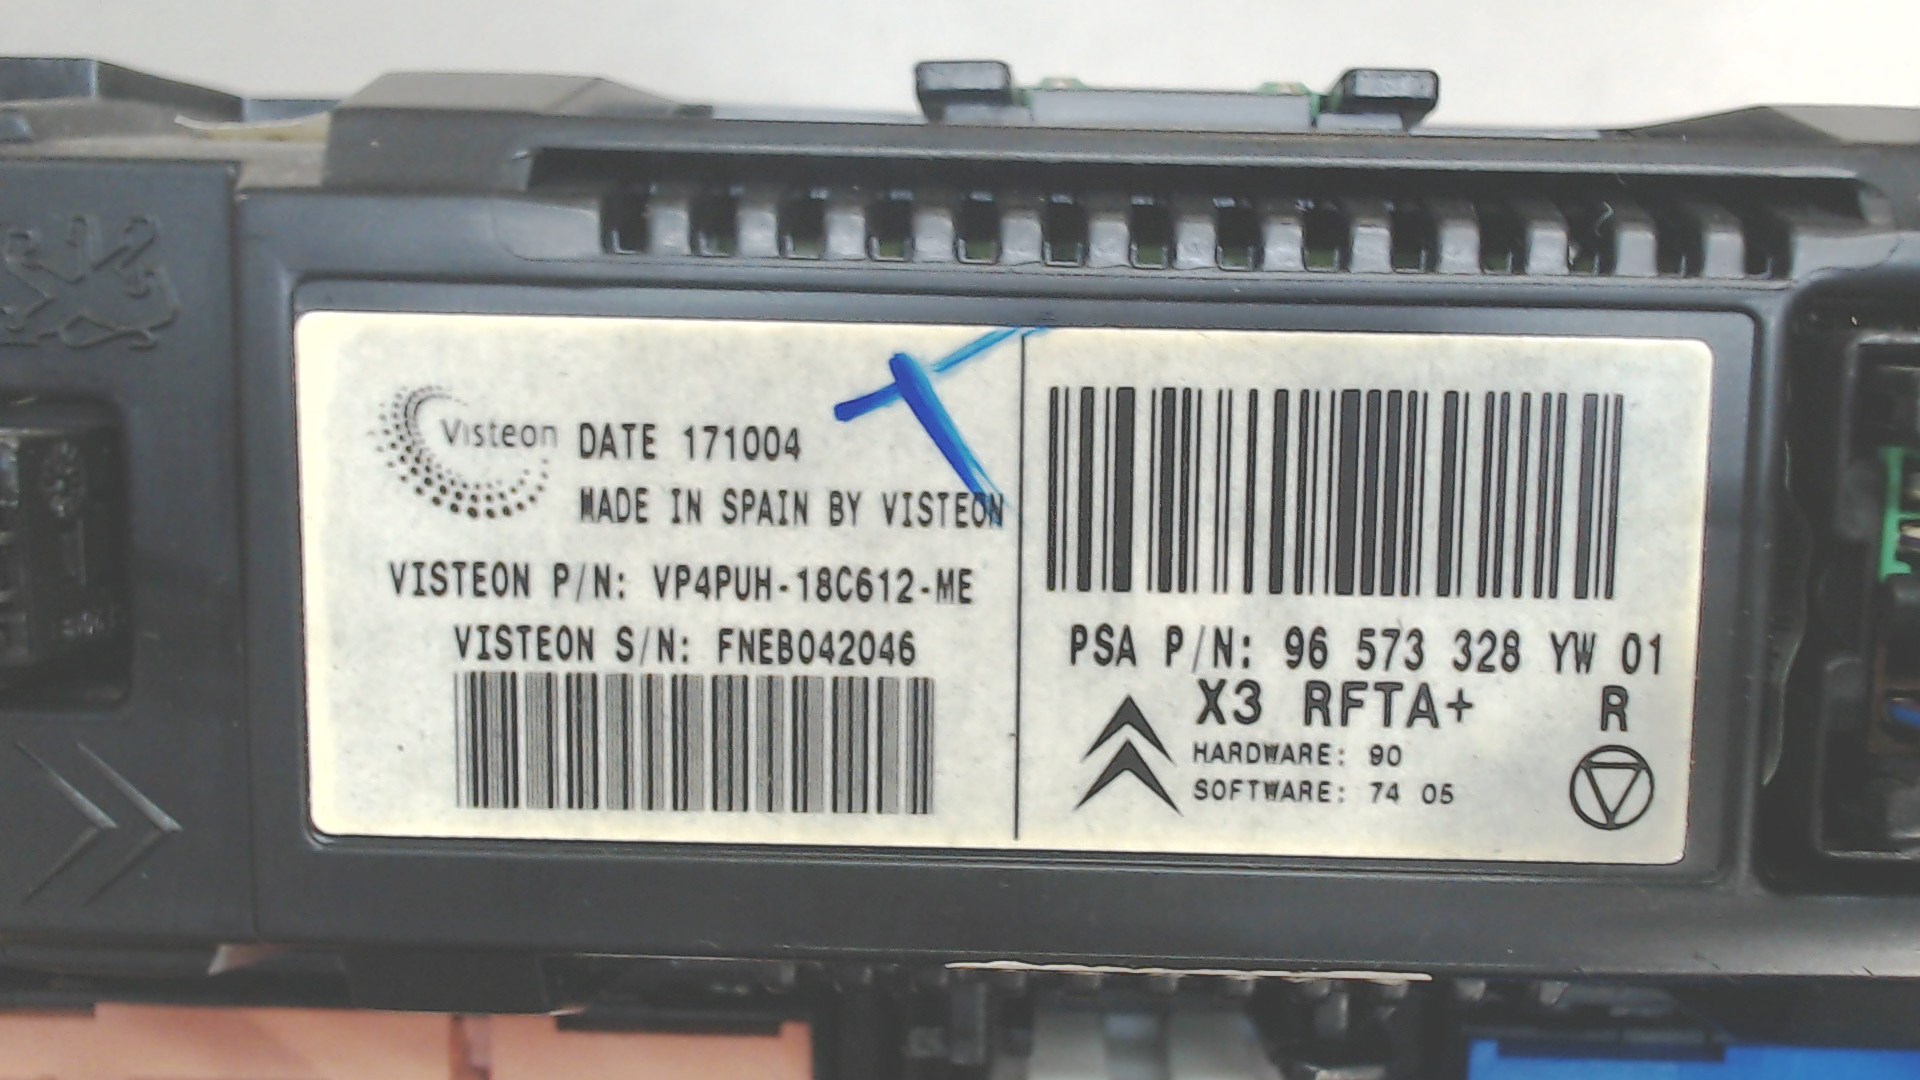 Visteon
DATE 171004
MADE IN SPAIN BY VISTEON
VISTEON P/N: VP4PUH-18C612-ME
VISTEON S/N: FNEB042046
PSA P/N: 96 573 328 YW 01
X3 RFTA+ R
HARDWARE: 90
SOFTWARE: 74 05